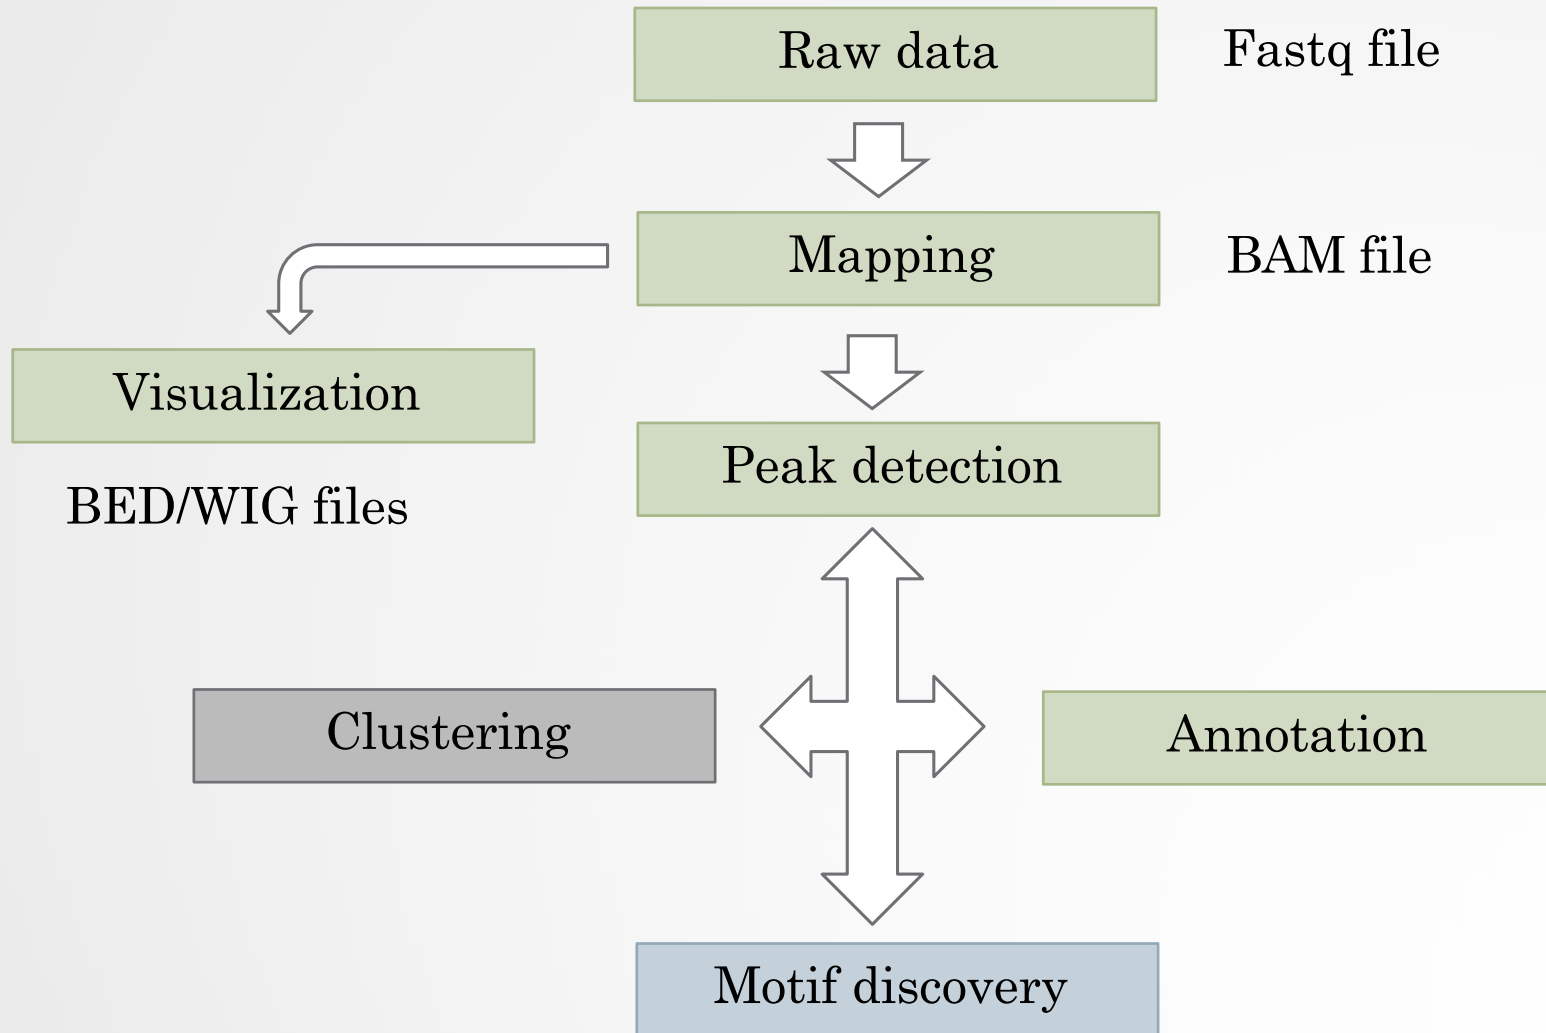 Raw data
Fastq file
Mapping
BAM file
Visualization
BED/WIG files
Peak detection
Clustering
Annotation
Motif discovery